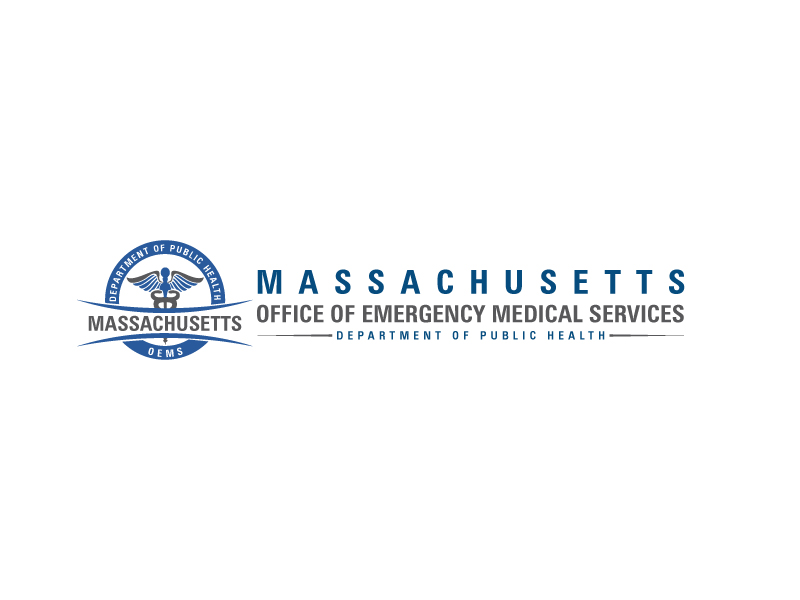 DEPARTMENT OF PUBLIC HEALTH
MASSACHUSETTS
OEMS
MASSACHUSETTS
OFFICE OF EMERGENCY MEDICAL SERVICES
DEPARTMENT OF PUBLIC HEALTH